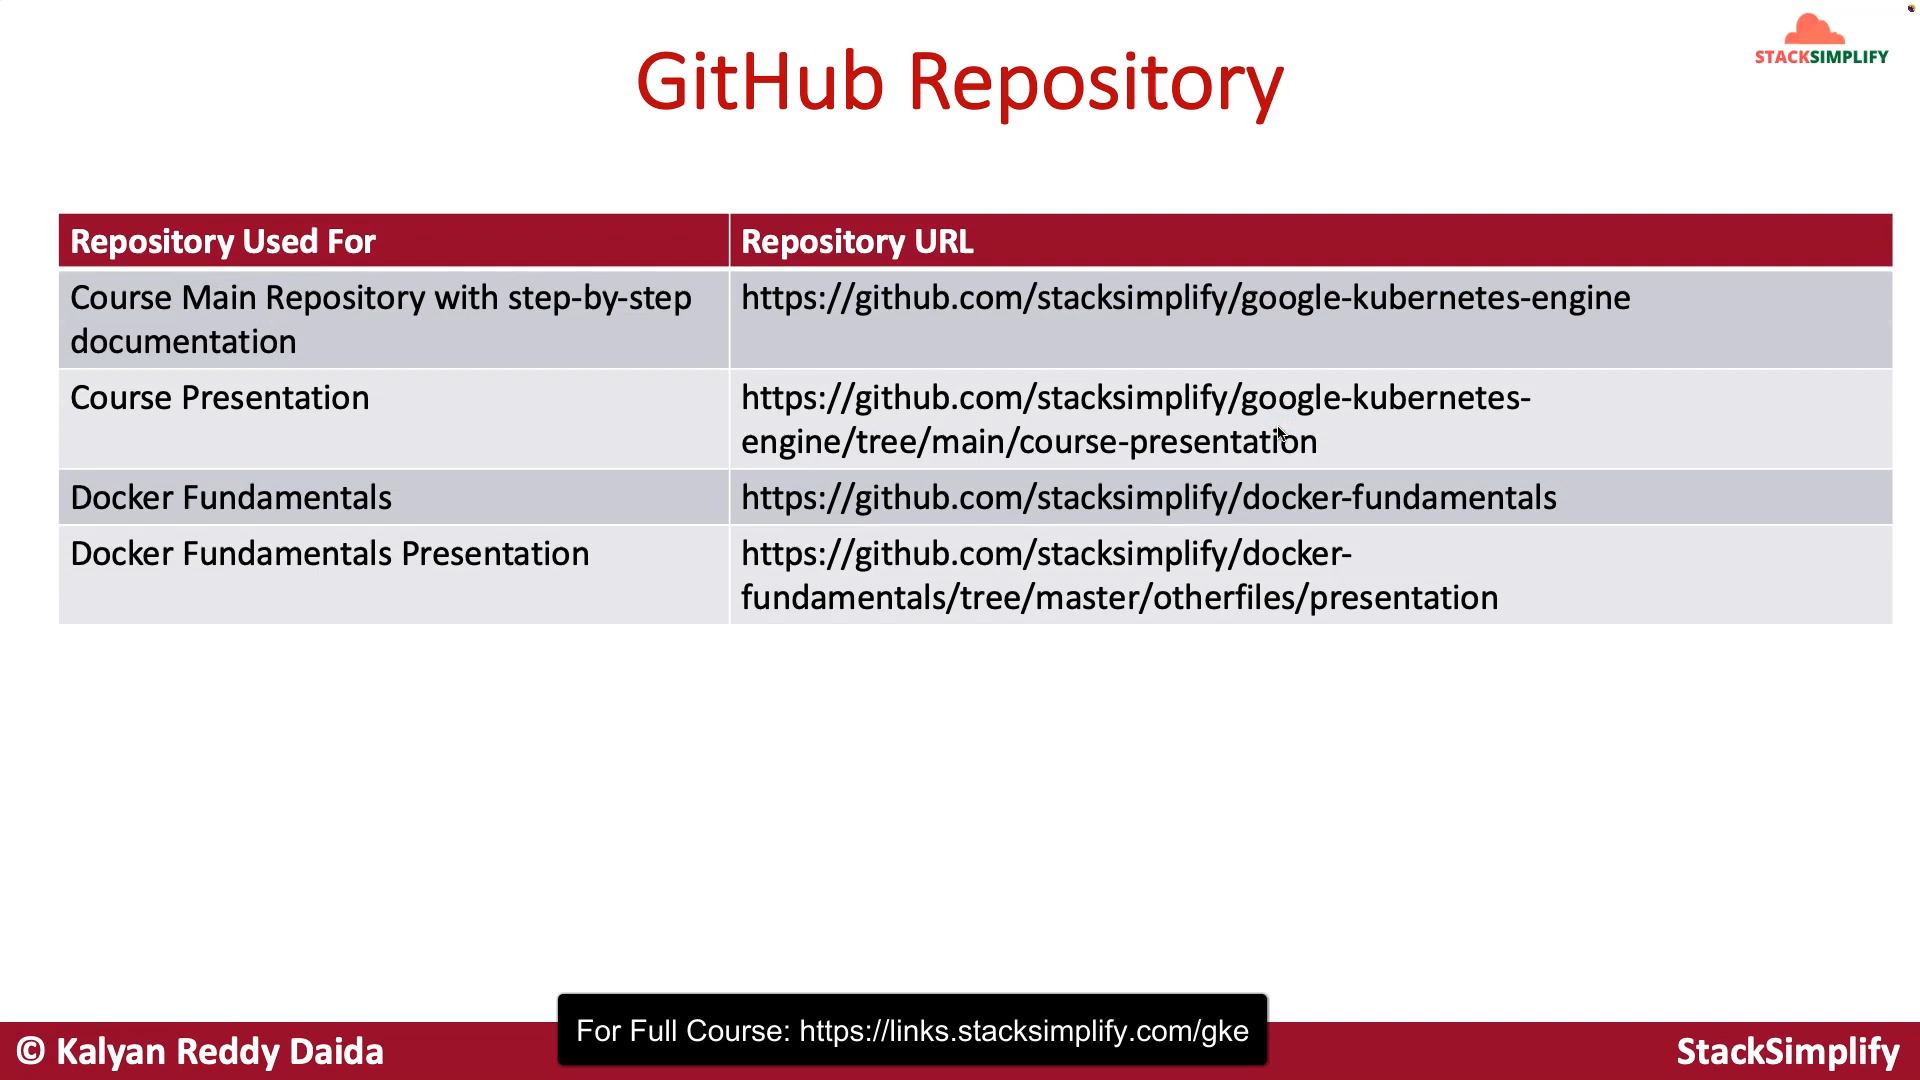 STACKSIMPLIFY
GitHub Repository
Repository Used For
Repository URL
Course Main Repository with step-by-step
documentation
https://github.com/stacksimplify/google-kubernetes-engine
Course Presentation
https://github.com/stacksimplify/google-kubernetes-
engine/tree/main/course-presentation
Docker Fundamentals
https://github.com/stacksimplify/docker-fundamentals
Docker Fundamentals Presentation
https://github.com/stacksimplify/docker-
fundamentals/tree/master/otherfiles/presentation
For Full Course: https://links.stacksimplify.com/gke
© Kalyan Reddy Daida
StackSimplify